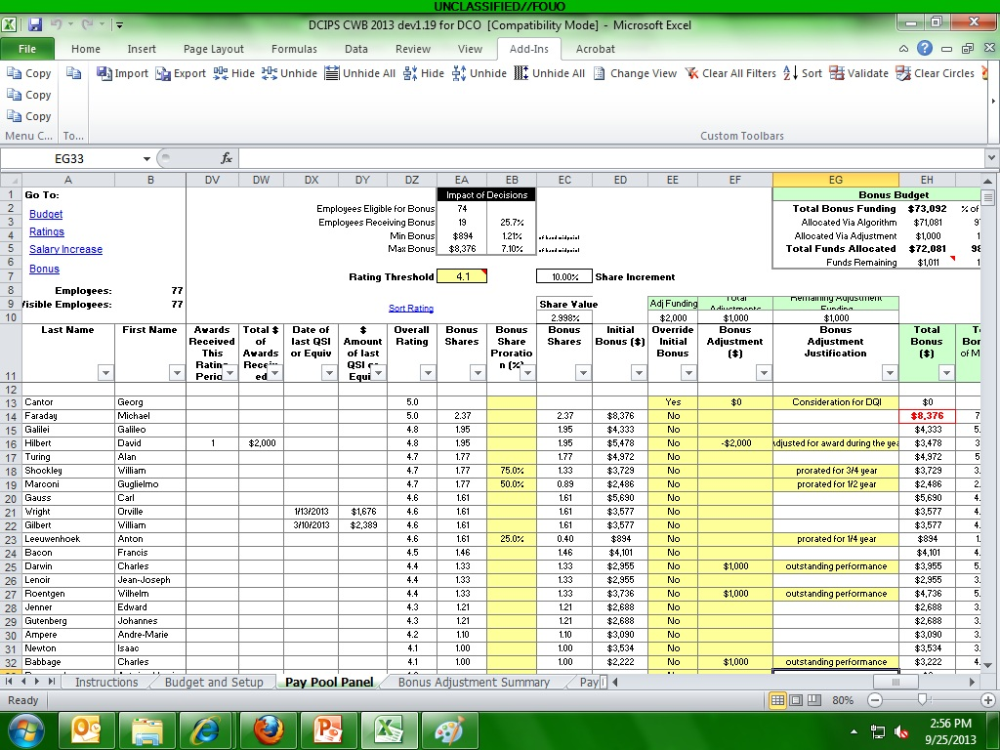 UNCLASSIFIED//FOUO
DCIPS CWB 2013 dev1.19 for DCO [Compatibility Mode] - Microsoft Excel
File Home Insert Page Layout Formulas Data Review View Add-Ins Acrobat
Copy Import Export Hide Unhide Unhide All Hide Unhide Unhide All Change View Clear All Filters Sort Validate Clear Circles
Copy
Copy
Menu C... To... Custom Toolbars
EG33 fx
A B DV DW DX DY DZ EA EB EC ED EE EF EG EH
1 Go To: Impact of Decisions Bonus Budget
2 Budget Employees Eligible for Bonus 74 Total Bonus Funding $73,092 % of
3 Employees Receiving Bonus 19 25.7% Allocated Via Algorithm $71,081 9
4 Ratings Min Bonus $894 1.21% of band midpoint Allocated Via Adjustment $1,000 1
5 Salary Increase Max Bonus $8,376 7.10% of band midpoint Total Funds Allocated $72,081 98
6 Bonus Funds Remaining $1,011
7 Rating Threshold 4.1 10.00% Share Increment
8 Employees: 77
9 Visible Employees: 77 Sort Rating Share Value Adj Funding Total Adjustments Remaining Adjustment Funding
10 2.998% $2,000 $1,000 $1,000
11 Last Name First Name Awards Received This Rating Perio Total $ of Awards Receiv ed Date of last QSI or Equiv $ Amount of last QSI or Equi Overall Rating Bonus Shares Bonus Share Proratio n (% Bonus Shares Initial Bonus ($) Override Initial Bonus Bonus Adjustment ($) Bonus Adjustment Justification Total Bonus ($) T Bon of M
12
13 Cantor Georg 5.0 Yes $0 Consideration for DQI $0
14 Faraday Michael 5.0 2.37 2.37 $8,376 No $8,376 7
15 Galilei Galileo 4.8 1.95 1.95 $4,333 No $4,333 5.
16 Hilbert David 1 $2,000 4.8 1.95 1.95 $5,478 No -$2,000 Adjusted for award during the yea $3,478 3
17 Turing Alan 4.7 1.77 1.77 $4,972 No $4,972 5
18 Shockley William 4.7 1.77 75.0% 1.33 $3,729 No prorated for 3/4 year $3,729 3.
19 Marconi Guglielmo 4.7 1.77 50.0% 0.89 $2,486 No prorated for 1/2 year $2,486 2.
20 Gauss Carl 4.6 1.61 1.61 $5,690 No $5,690 4.
21 Wright Orville 1/13/2013 $1,676 4.6 1.61 1.61 $3,577 No $3,577 4.
22 Gilbert William 3/10/2013 $2,389 4.6 1.61 1.61 $3,577 No $3,577 4.
23 Leeuwenhoek Anton 4.6 1.61 25.0% 0.40 $894 No prorated for 1/4 year $894 1.
24 Bacon Francis 4.5 1.46 1.46 $4,101 No $4,101 4.
25 Darwin Charles 4.4 1.33 1.33 $2,955 No $1,000 outstanding performance $3,955 5.
26 Lenoir Jean-Joseph 4.4 1.33 1.33 $2,955 No $2,955 3.
27 Roentgen Wilhelm 4.4 1.33 1.33 $3,736 No $1,000 outstanding performance $4,736 5.
28 Jenner Edward 4.3 1.21 1.21 $2,688 No $2,688 3.
29 Gutenberg Johannes 4.3 1.21 1.21 $2,688 No $2,688 3.
30 Ampere Andre-Marie 4.2 1.10 1.10 $3,090 No $3,090 3.
31 Newton Isaac 4.1 1.00 1.00 $3,534 No $3,534 3.
32 Babbage Charles 4.1 1.00 1.00 $2,222 No $1,000 outstanding performance $3,222 4.
Instructions Budget and Setup Pay Pool Panel Bonus Adjustment Summary Pay
Ready 80%
2:56 PM
9/25/2013